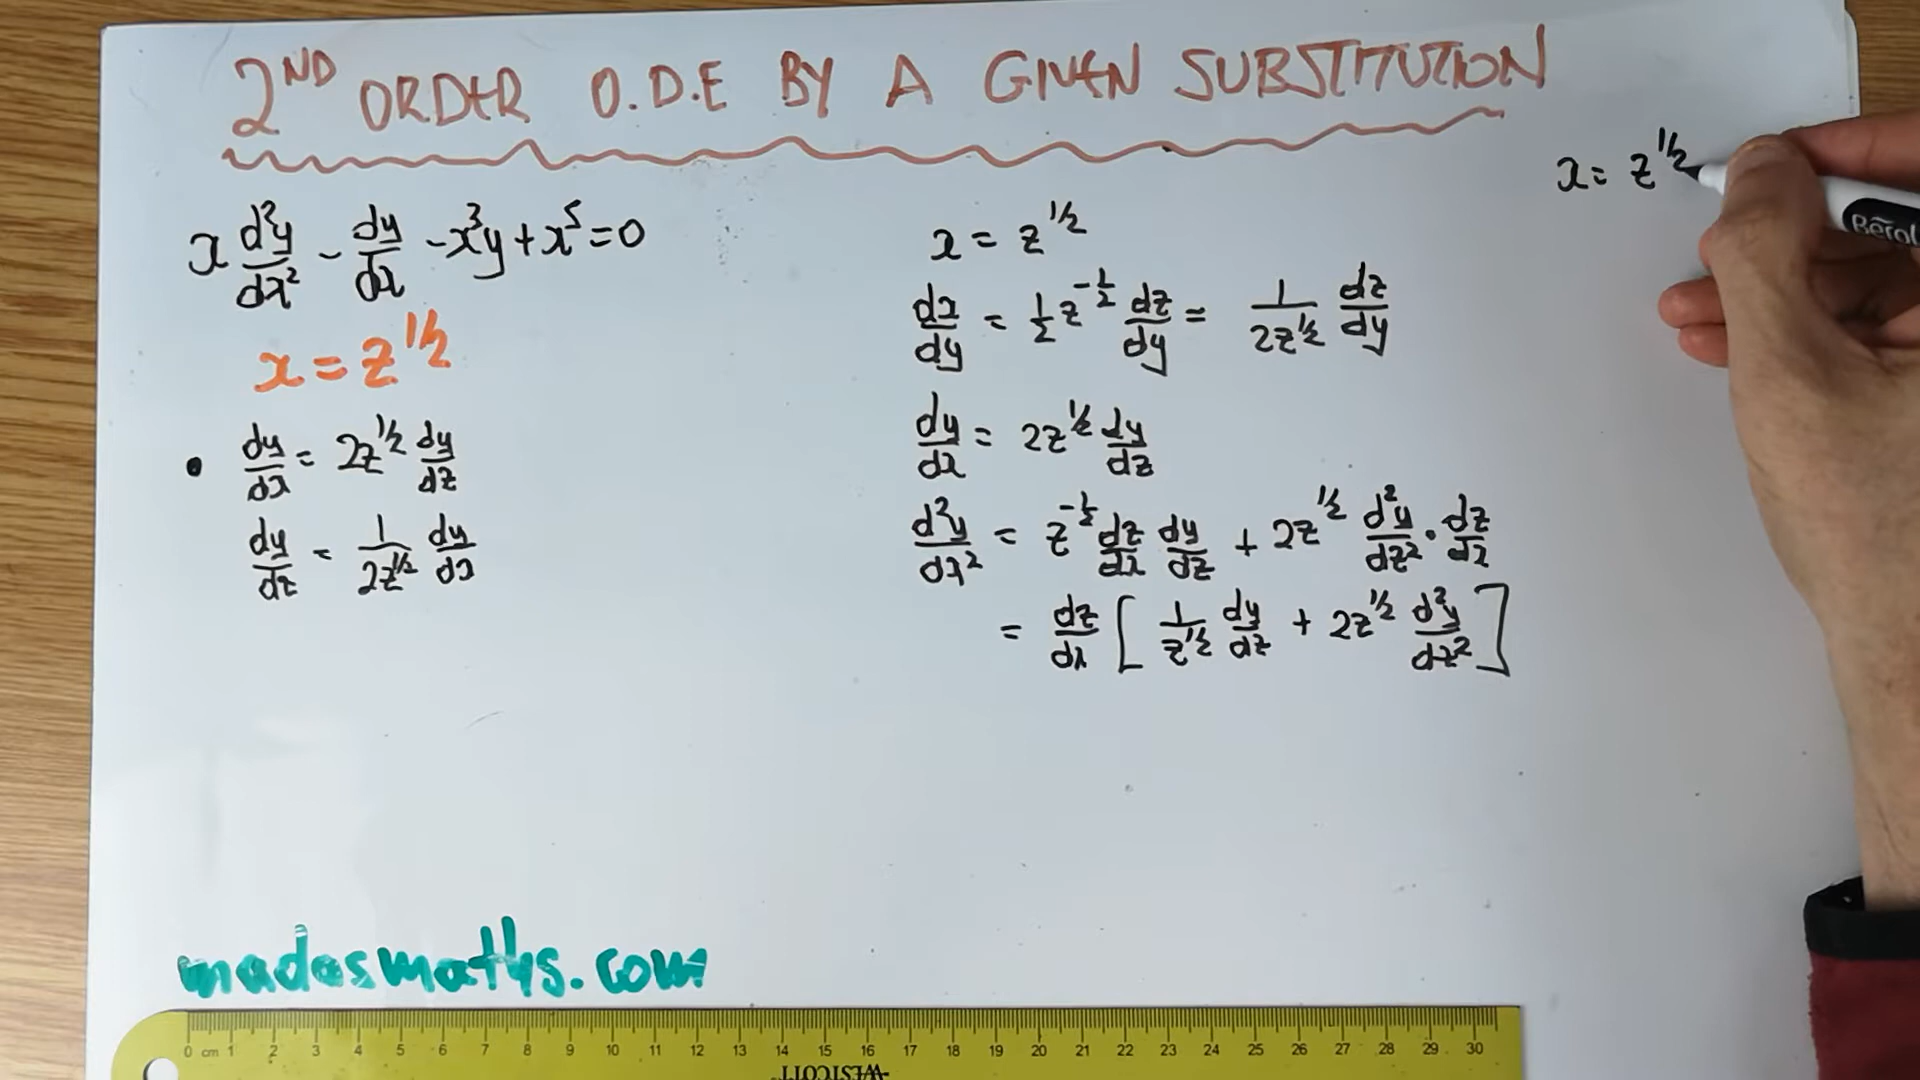 2ND ORDER O.D.E BY A GIVEN SUBSTITUTION
x d²y/dx² - dy/dx - x³y + x⁵ = 0
x = z^1/2
• dy/dx = 2z^1/2 dy/dz
dy/dz = 1/2z^1/2 dy/dx
x = z^1/2
dx/dy = 1/2 z^-1/2 dz/dy = 1/2z^1/2 dz/dy
dy/dx = 2z^1/2 dy/dz
d²y/dx² = z^-1/2 dz/dx dy/dz + 2z^1/2 d²y/dz² · dz/dx
= dz/dx [ 1/z^1/2 dy/dz + 2z^1/2 d²y/dz² ]
x = z^1/2
Berol
madasmaths.com
0 cm 1 2 3 4 5 6 7 8 9 10 11 12 13 14 15 16 17 18 19 20 21 22 23 24 25 26 27 28 29 30
WESTCOTT